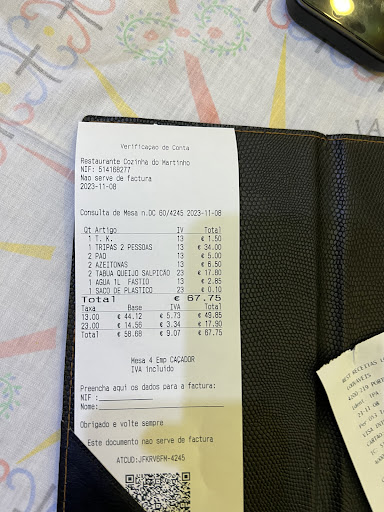 Verificaçao de Conta
Restaurante Cozinha do Martinho
NIF: 514168277
Nao serve de factura
2023-11-08
Consulta de Mesa n.DC 60/4245 2023-11-08
Qt Artigo IV Total
1 T. K. 13 € 1.50
1 TRIPAS 2 PESSOAS 13 € 34.00
2 PAO 13 € 5.00
2 AZEITONAS 13 € 6.50
2 TABUA QUEIJO SALPICÃO 23 € 17.80
1 AGUA 1L FASTIO 13 € 2.85
1 SACO DE PLASTICO 23 € 0.10
Total € 67.75
Taxa Base IVA Total
13.00 € 44.12 € 5.73 € 49.85
23.00 € 14.56 € 3.34 € 17.90
Total € 58.68 € 9.07 € 67.75
Mesa 4 Emp CAÇADOR
IVA incluido
Preencha aqui os dados para a factura:
NIF :
Nome:
Obrigado e volte sempre
Este documento nao serve de factura
ATCUD:JFKRV6FM-4245